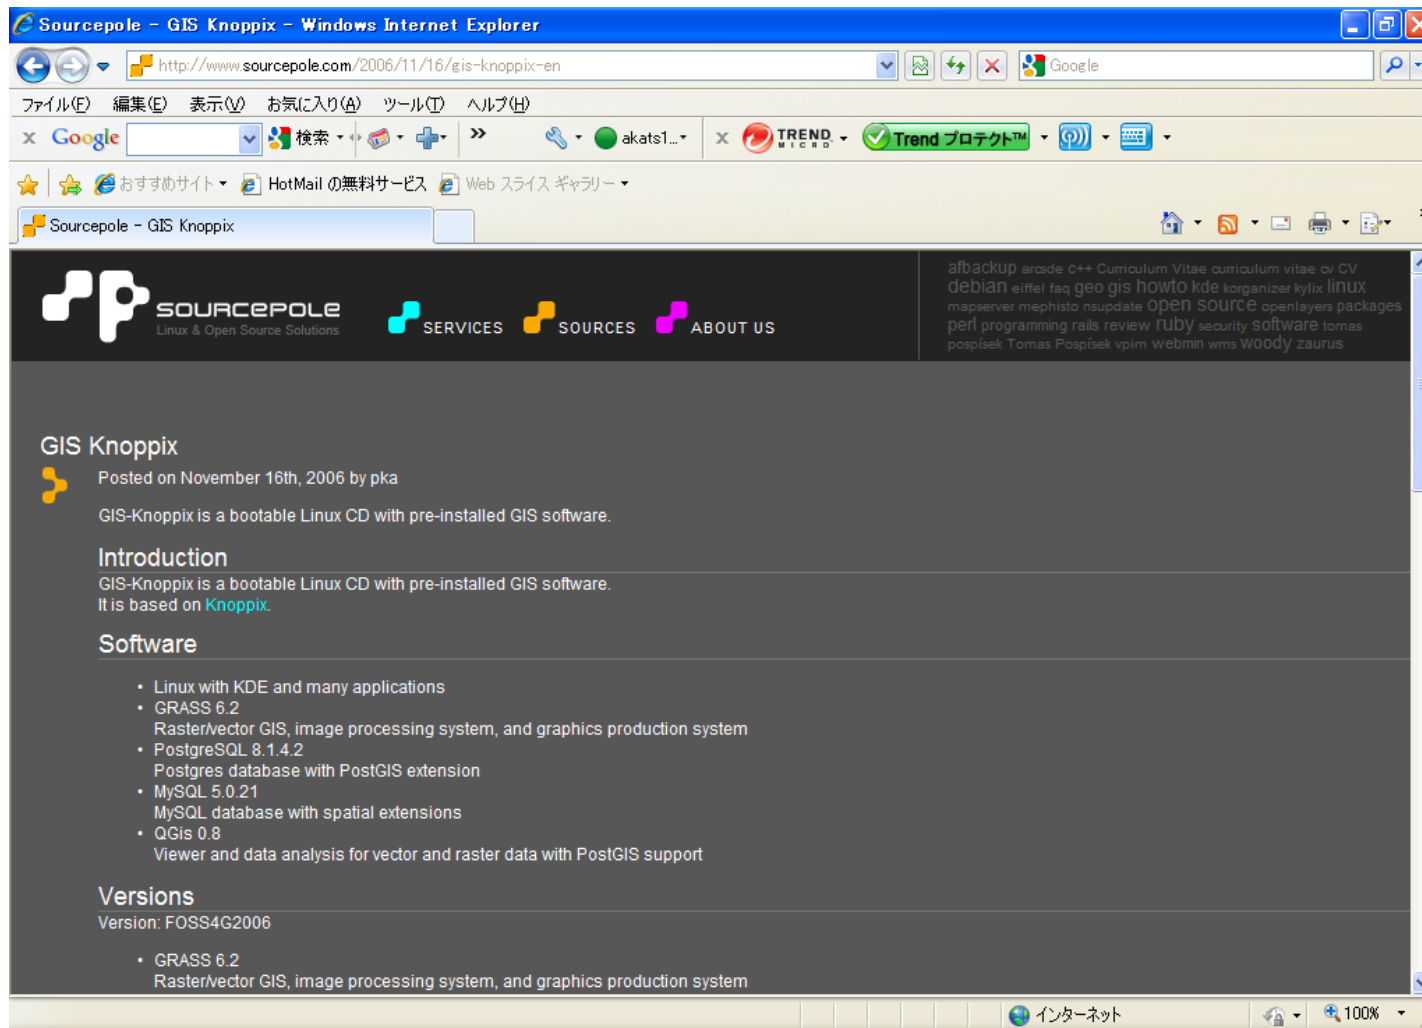 Sourcepole - GIS Knoppix - Windows Internet Explorer
http://www.sourcepole.com/2006/11/16/gis-knoppix-en
Google
ファイル(F) 編集(E) 表示(V) お気に入り(A) ツール(T) ヘルプ(H)
x Google 検索 » akats1... x TREND MICRO Trend プロテクト™
おすすめサイト HotMail の無料サービス Web スライス ギャラリー
Sourcepole - GIS Knoppix
SOURCEPOLE
Linux & Open Source Solutions
SERVICES SOURCES ABOUT US
afbackup arcsde c++ Curriculum Vitae curriculum vitae cv CV
debian eiffel faq geo gis howto kde korganizer kylix linux
mapserver mephisto nsupdate open source openlayers packages
perl programming rails review ruby security software tomas
pospísek Tomas Pospísek vpim webmin wms woody zaurus
GIS Knoppix
Posted on November 16th, 2006 by pka
GIS-Knoppix is a bootable Linux CD with pre-installed GIS software.
Introduction
GIS-Knoppix is a bootable Linux CD with pre-installed GIS software.
It is based on Knoppix.
Software
• Linux with KDE and many applications
• GRASS 6.2
Raster/vector GIS, image processing system, and graphics production system
• PostgreSQL 8.1.4.2
Postgres database with PostGIS extension
• MySQL 5.0.21
MySQL database with spatial extensions
• QGis 0.8
Viewer and data analysis for vector and raster data with PostGIS support
Versions
Version: FOSS4G2006
• GRASS 6.2
Raster/vector GIS, image processing system, and graphics production system
インターネット 100%